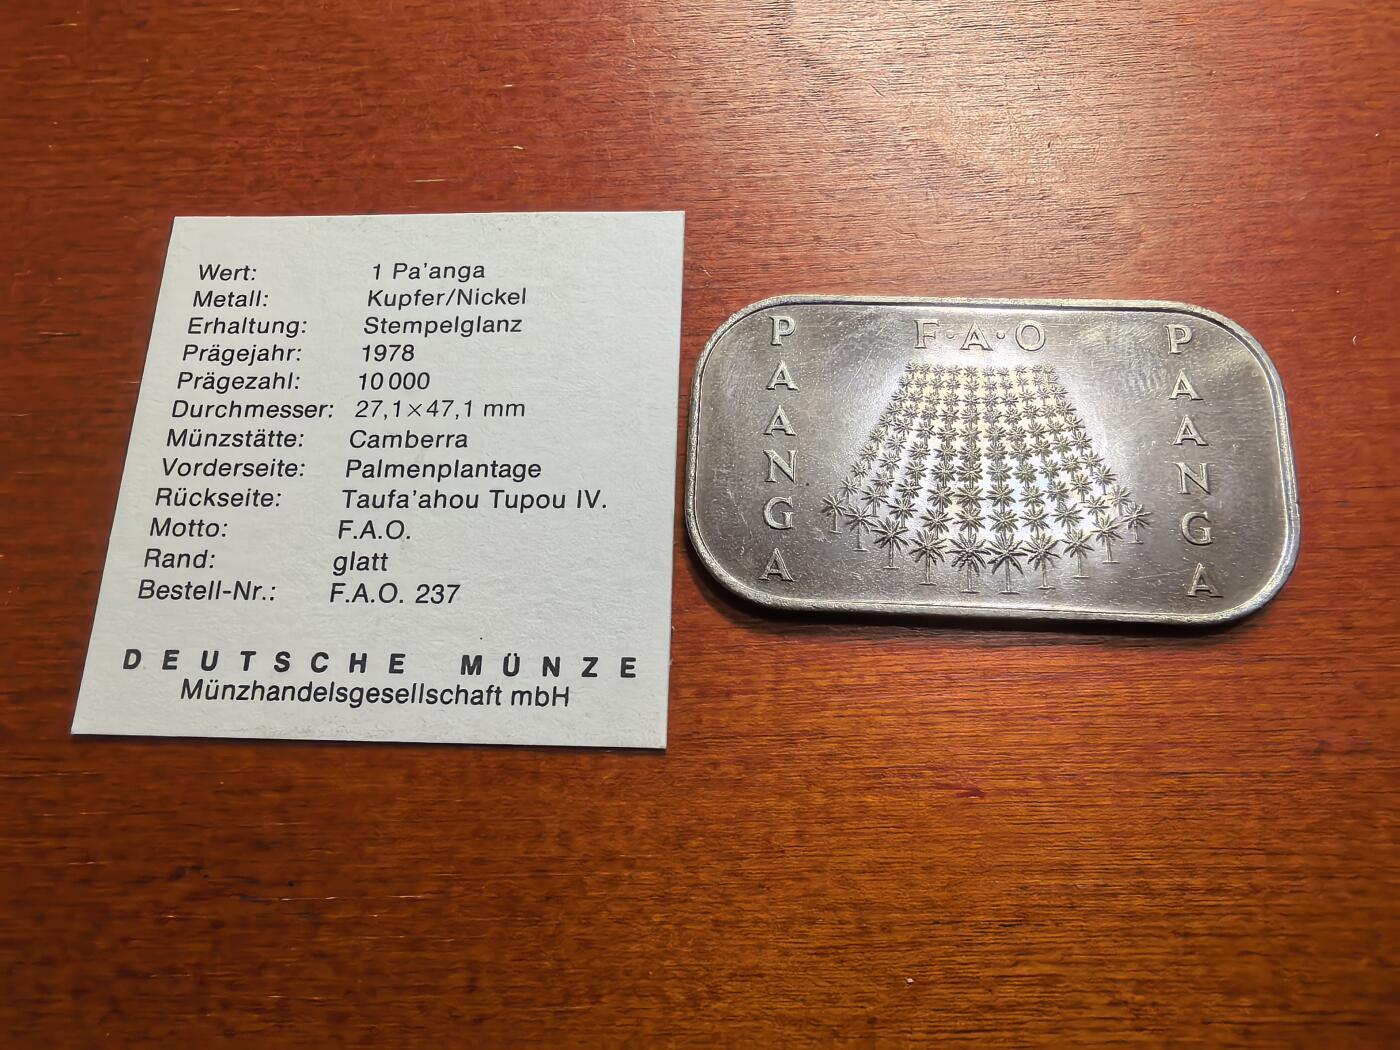 Wert: 1 Pa'anga
Metall: Kupfer/Nickel
Erhaltung: Stempelglanz
Prägejahr: 1978
Prägezahl: 10 000
Durchmesser: 27,1×47,1 mm
Münzstätte: Camberra
Vorderseite: Palmenplantage
Rückseite: Taufa'ahou Tupou IV.
Motto: F.A.O.
Rand: glatt
Bestell-Nr.: F.A.O. 237
DEUTSCHE MÜNZE
Münzhandelsgesellschaft mbH
PAANGA
F·A·O
PAANGA